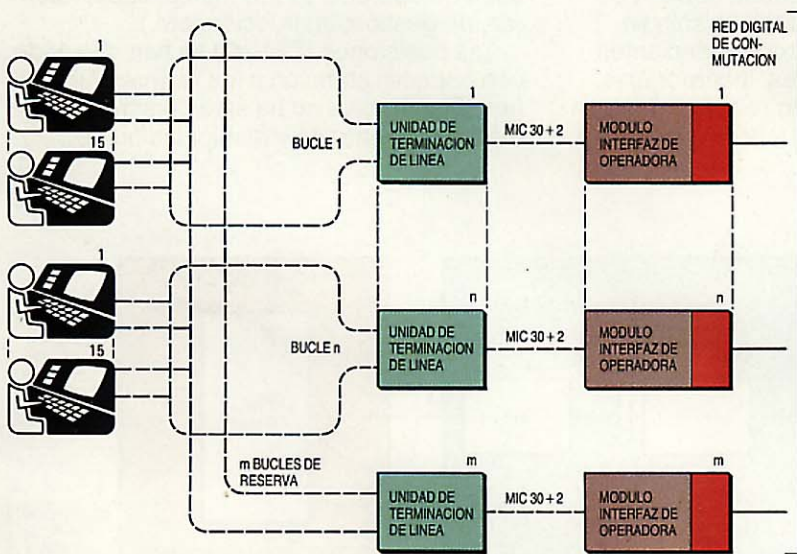 RED DIGITAL
DE CON-
MUTACION
1
15
BUCLE 1
1
UNIDAD DE
TERMINACION
DE LINEA
MIC 30 + 2
1
MODULO
INTERFAZ DE
OPERADORA
1
15
BUCLE n
n
UNIDAD DE
TERMINACION
DE LINEA
MIC 30 + 2
n
MODULO
INTERFAZ DE
OPERADORA
m BUCLES DE
RESERVA
m
UNIDAD DE
TERMINACION
DE LINEA
MIC 30 + 2
m
MODULO
INTERFAZ DE
OPERADORA